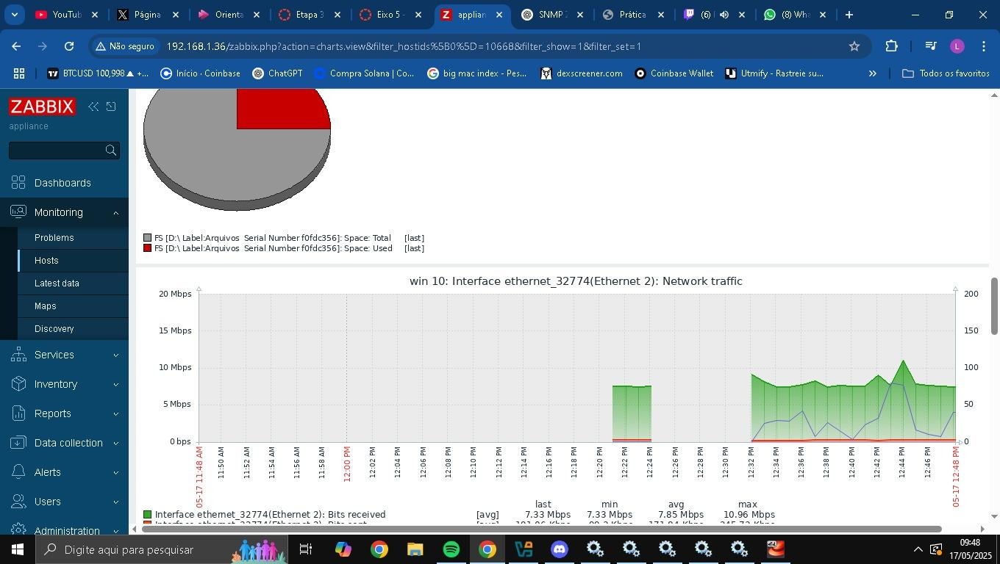 YouTub
Página
Orienta
Etapa 3
Eixo 5 -
Z
applian
SNMP
Prática
(6)
(8) Wha
Não seguro
192.168.1.36/zabbix.php?action=charts.view&filter_hostids%5B0%5D=10668&filter_show=1&filter_set=1
L
BTCUSD 100,998▲ +...
Início · Coinbase
ChatGPT
Compra Solana | Co...
big mac index - Pes...
dexscreener.com
Coinbase Wallet
Utmify - Rastreie su...
»
Todos os favoritos
ZABBIX
appliance
Dashboards
Monitoring
Problems
Hosts
Latest data
Maps
Discovery
Services
Inventory
Reports
Data collection
Alerts
Users
Administration
FS [D:\ Label:Arquivos Serial Number f0fdc356]: Space: Total [last]
FS [D:\ Label:Arquivos Serial Number f0fdc356]: Space: Used [last]
win 10: Interface ethernet_32774(Ethernet 2): Network traffic
20 Mbps
15 Mbps
10 Mbps
5 Mbps
0 bps
200
150
100
50
0
05-17 11:48 AM
11:50 AM
11:52 AM
11:54 AM
11:56 AM
11:58 AM
12:00 PM
12:02 PM
12:04 PM
12:06 PM
12:08 PM
12:10 PM
12:12 PM
12:14 PM
12:16 PM
12:18 PM
12:20 PM
12:22 PM
12:24 PM
12:26 PM
12:28 PM
12:30 PM
12:32 PM
12:34 PM
12:36 PM
12:38 PM
12:40 PM
12:42 PM
12:44 PM
12:46 PM
05-17 12:48 PM
last min avg max
Interface ethernet_32774(Ethernet 2): Bits received [avg] 7.33 Mbps 7.33 Mbps 7.85 Mbps 10.96 Mbps
Digite aqui para pesquisar
09:48
17/05/2025